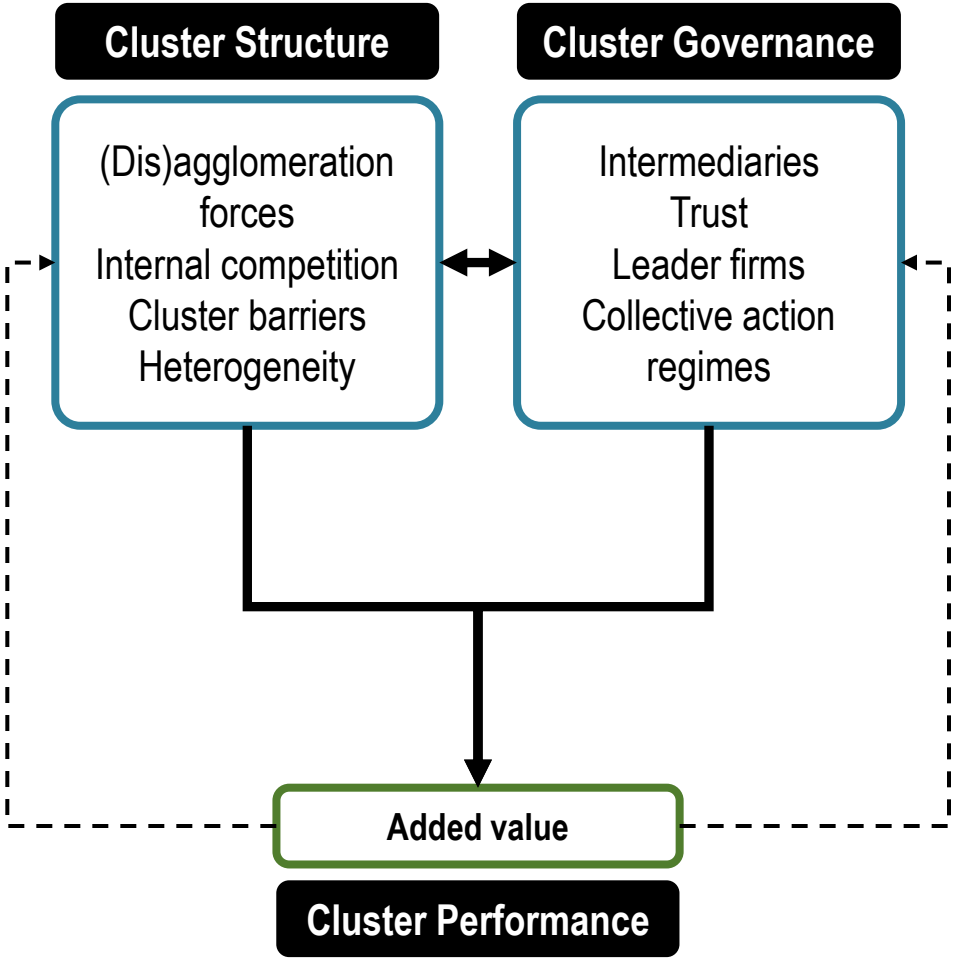 Cluster Structure
(Dis)agglomeration
forces
Internal competition
Cluster barriers
Heterogeneity
Cluster Governance
Intermediaries
Trust
Leader firms
Collective action
regimes
Added value
Cluster Performance